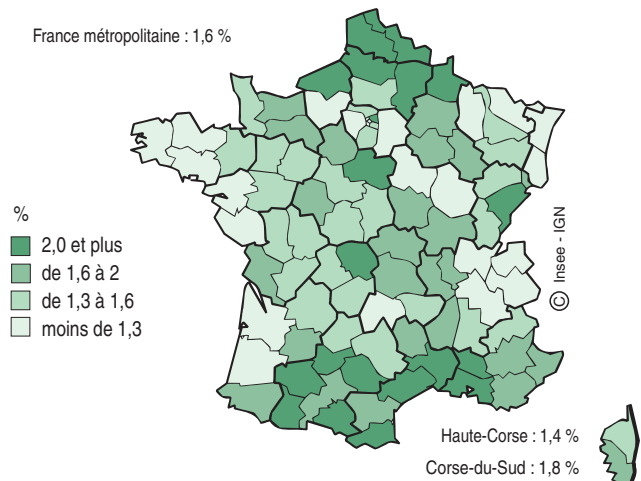 France métropolitaine : 1,6 %
%
2,0 et plus
de 1,6 à 2
de 1,3 à 1,6
moins de 1,3
© Insee - IGN
Haute-Corse : 1,4 %
Corse-du-Sud : 1,8 %